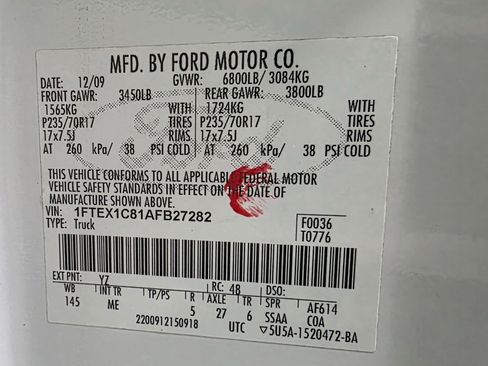 MFD. BY FORD MOTOR CO.
DATE: 12/09 GVWR: 6800LB/ 3084KG
FRONT GAWR: 3450LB REAR GAWR: 3800LB
1565KG WITH 1724KG WITH
P235/70R17 TIRES P235/70R17 TIRES
17x7.5J RIMS 17x7.5J RIMS
AT 260 kPa/ 38 PSI COLD AT 260 kPa/ 38 PSI COLD
THIS VEHICLE CONFORMS TO ALL APPLICABLE FEDERAL MOTOR
VEHICLE SAFETY STANDARDS IN EFFECT ON THE DATE OF
MANUFACTURE SHOWN ABOVE.
VIN: 1FTEX1C81AFB27282 F0036
TYPE: Truck T0776
EXT PNT: YZ RC: 48 DSO:
WB INT TR TP/PS R AXLE TR SPR AF614
145 ME 5 27 6 SSAA COA
2200912150918 UTC ▽5U5A-1520472-BA